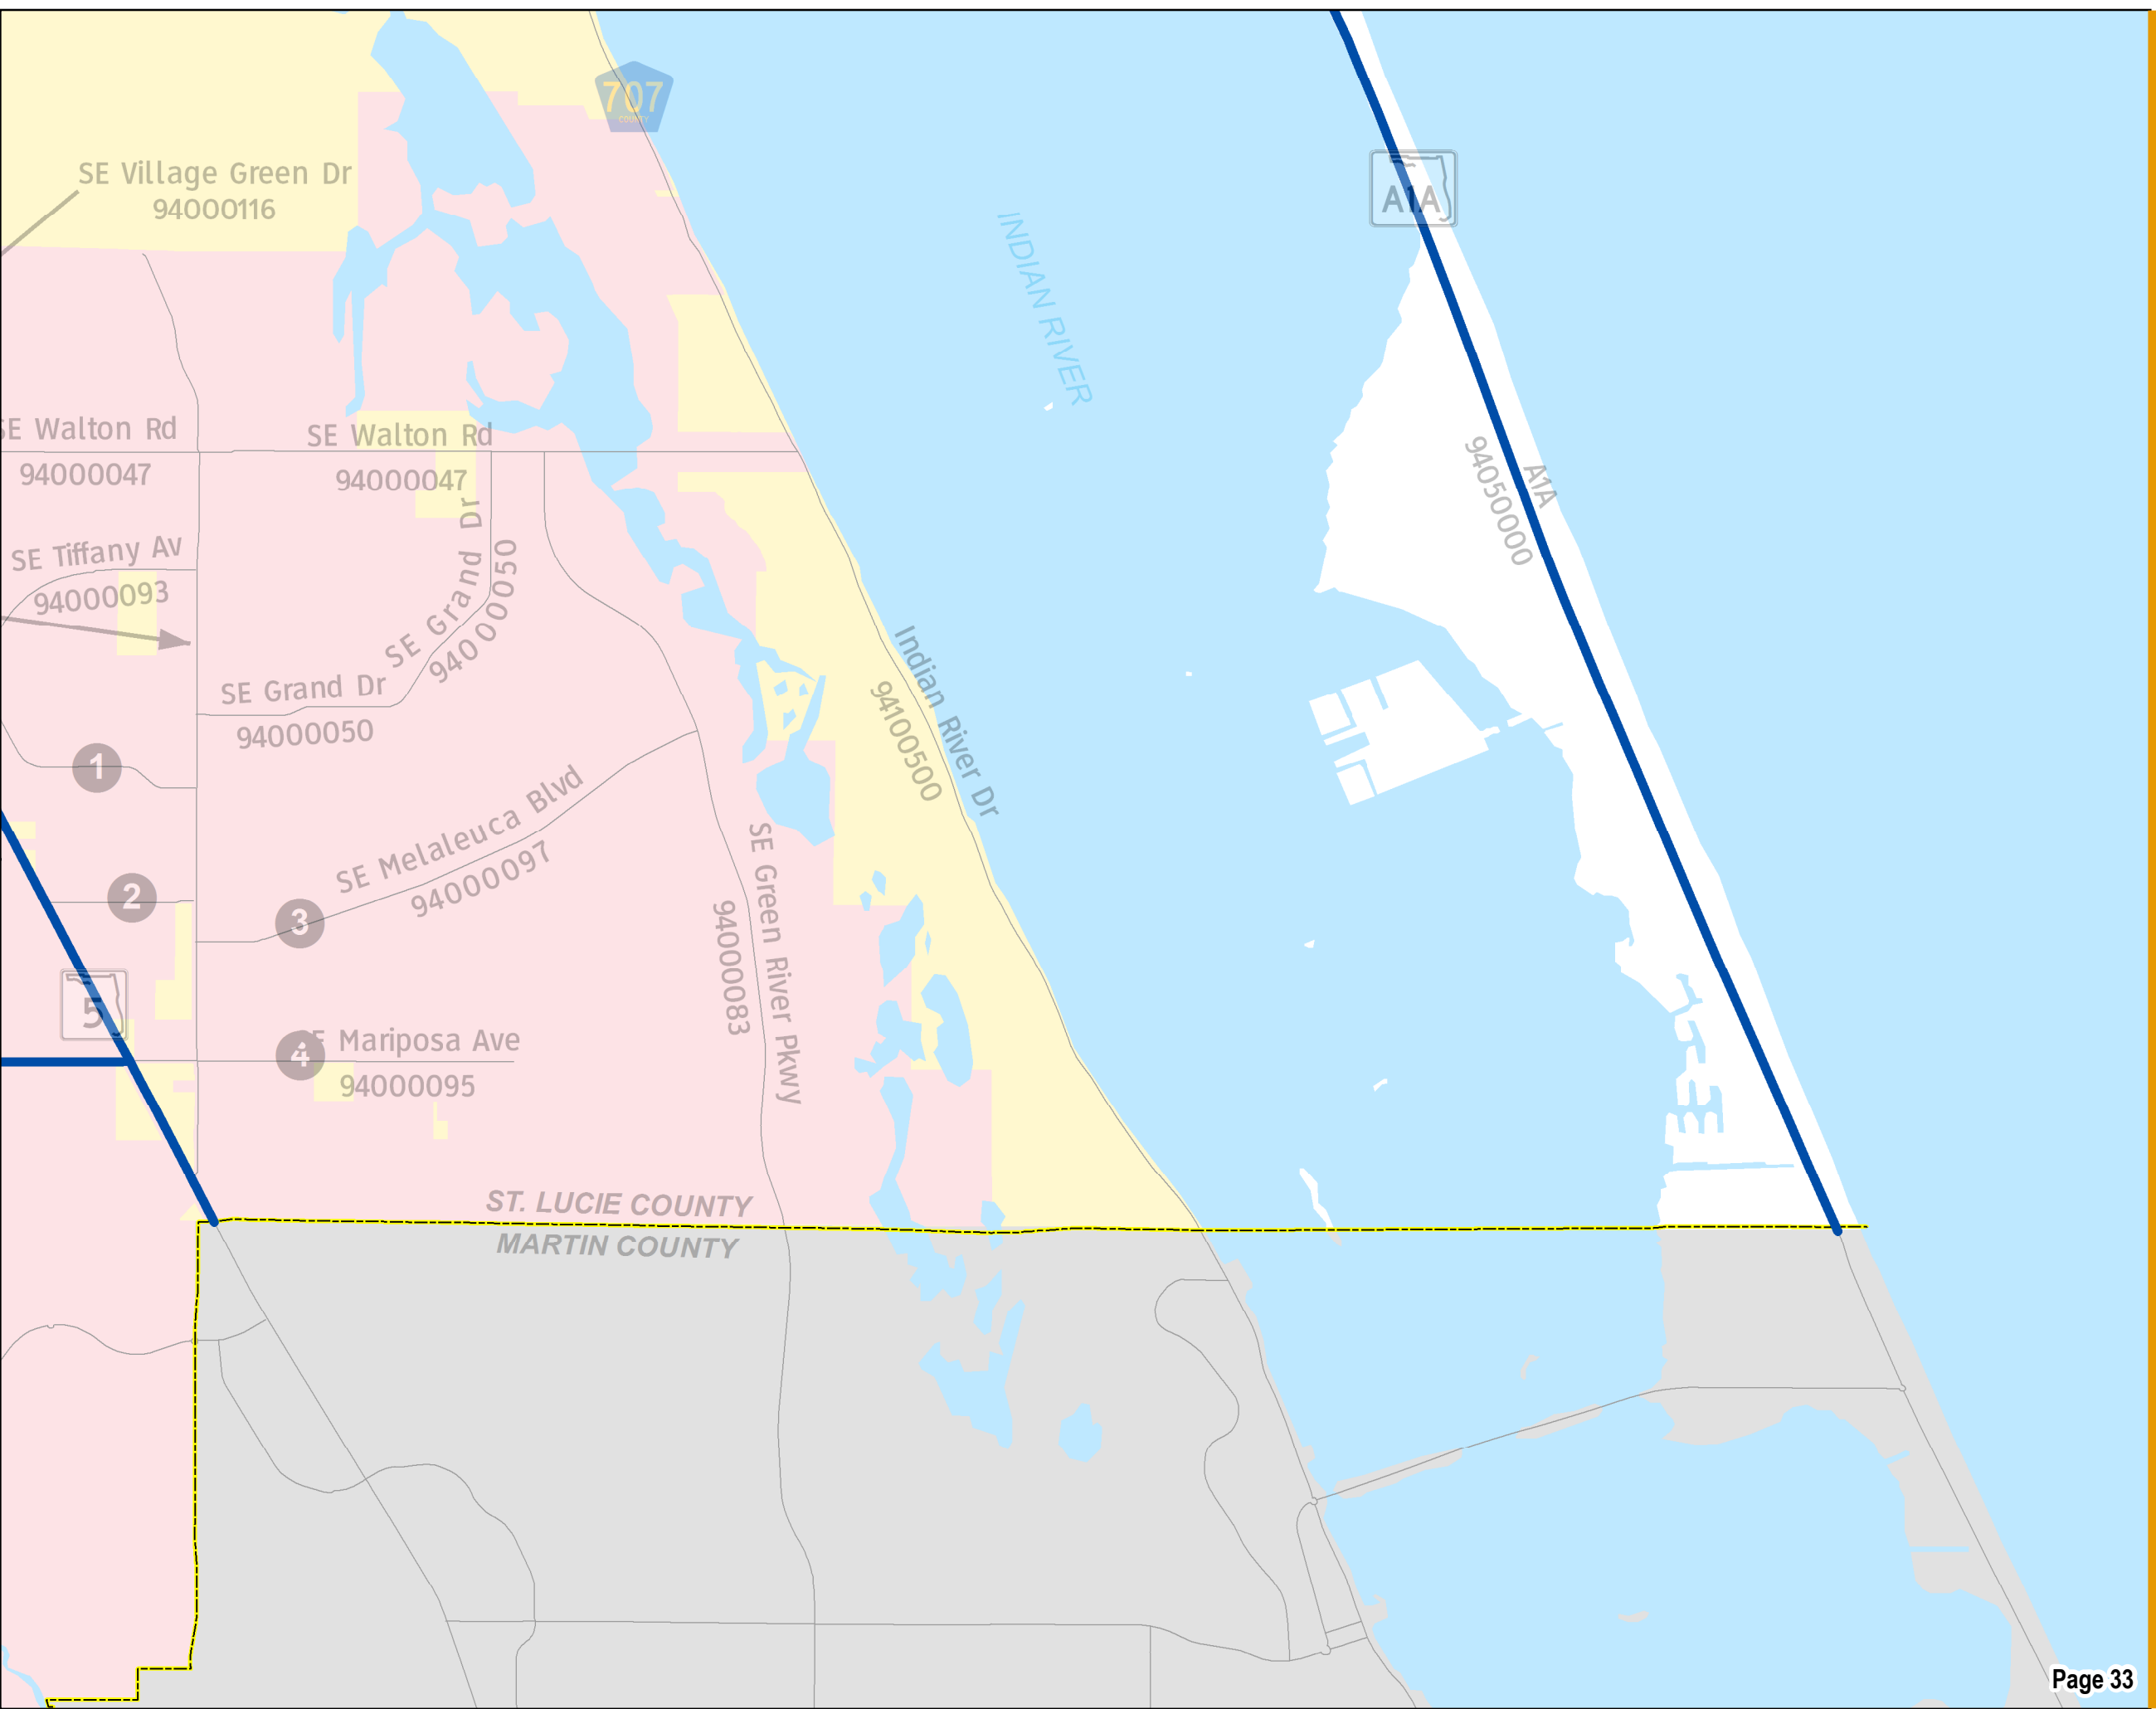 707
COUNTY
SE Village Green Dr
94000116
A1A
INDIAN RIVER
SE Walton Rd
94000047
SE Walton Rd
94000047
A1A
94050000
SE Tiffany Av
94000093
SE Grand Dr
94000050
SE Grand Dr
94000050
Indian River Dr
94100500
1
SE Melaleuca Blvd
94000097
SE Green River Pkwy
94000083
2
3
5
4
E Mariposa Ave
94000095
ST. LUCIE COUNTY
MARTIN COUNTY
Page 33